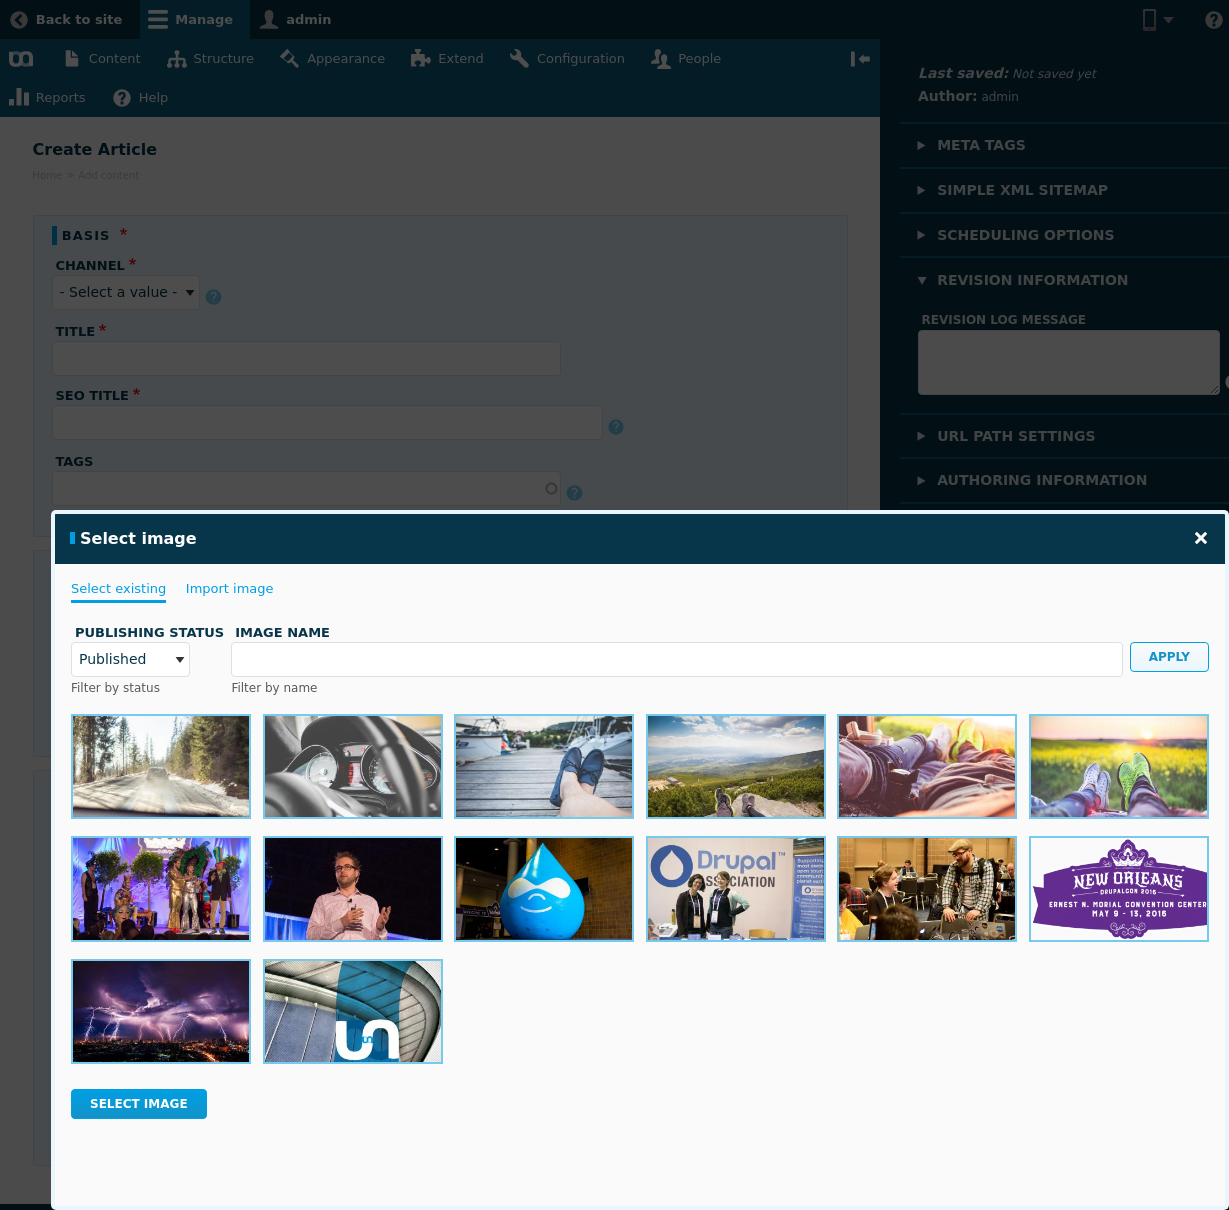 Back to site
Manage
admin
Content
Structure
Appearance
Extend
Configuration
People
Reports
Help
Create Article
Home » Add content
BASIS *
CHANNEL *
- Select a value -
TITLE *
SEO TITLE *
TAGS
Last saved: Not saved yet
Author: admin
META TAGS
SIMPLE XML SITEMAP
SCHEDULING OPTIONS
REVISION INFORMATION
REVISION LOG MESSAGE
URL PATH SETTINGS
AUTHORING INFORMATION
Select image
Select existing
Import image
PUBLISHING STATUS
IMAGE NAME
Published
APPLY
Filter by status
Filter by name
Drupal™
ASSOCIATION
NEW ORLEANS
DRUPALCON 2016
ERNEST N. MORIAL CONVENTION CENTER
MAY 9 - 13, 2016
SELECT IMAGE